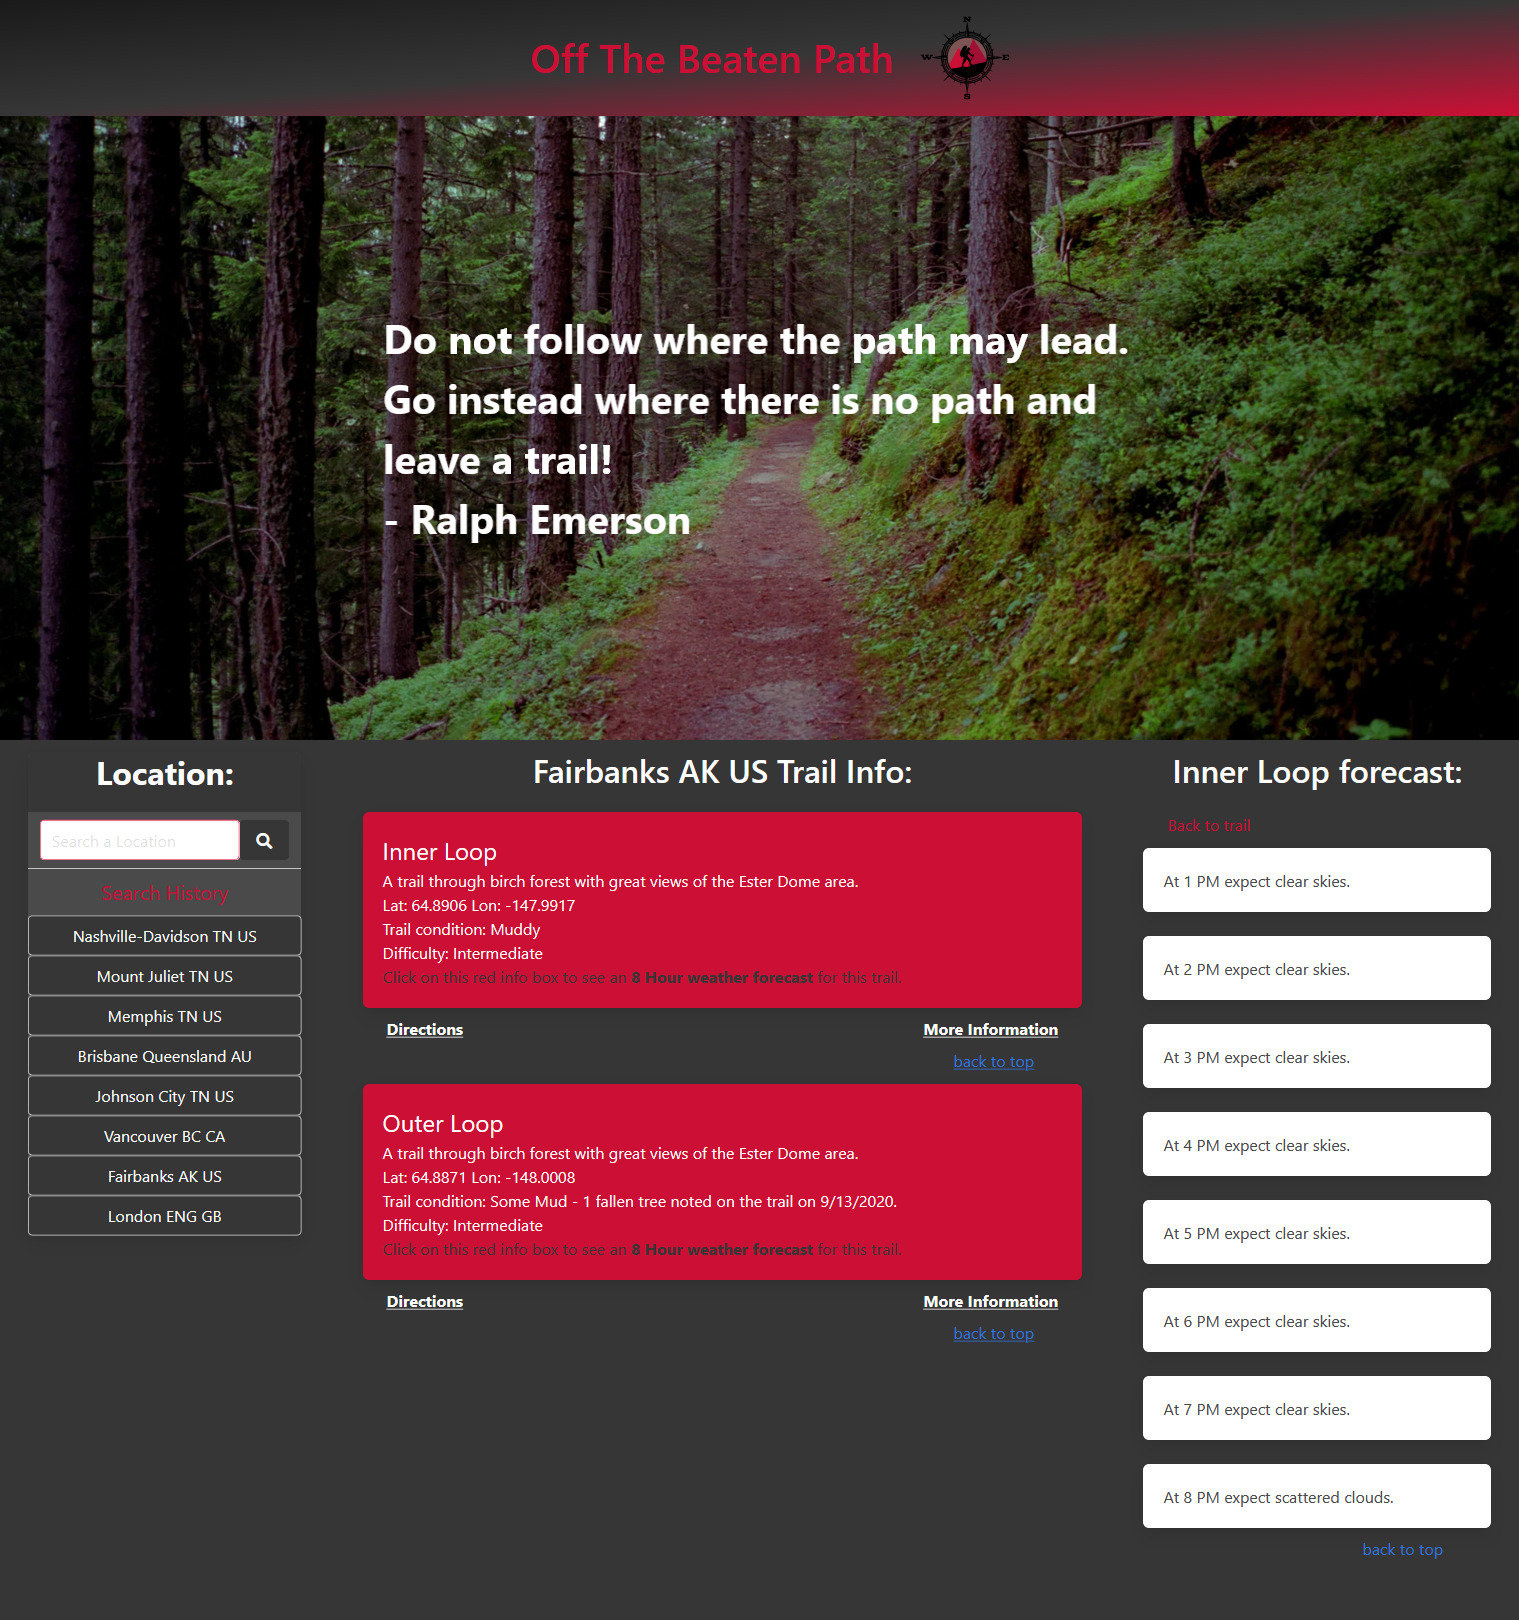 Off The Beaten Path
N
W
E
S
Do not follow where the path may lead.
Go instead where there is no path and
leave a trail!
- Ralph Emerson
Location:
Search a Location
Search History
Nashville-Davidson TN US
Mount Juliet TN US
Memphis TN US
Brisbane Queensland AU
Johnson City TN US
Vancouver BC CA
Fairbanks AK US
London ENG GB
Fairbanks AK US Trail Info:
Inner Loop
A trail through birch forest with great views of the Ester Dome area.
Lat: 64.8906 Lon: -147.9917
Trail condition: Muddy
Difficulty: Intermediate
Click on this red info box to see an 8 Hour weather forecast for this trail.
Directions
More Information
back to top
Outer Loop
A trail through birch forest with great views of the Ester Dome area.
Lat: 64.8871 Lon: -148.0008
Trail condition: Some Mud - 1 fallen tree noted on the trail on 9/13/2020.
Difficulty: Intermediate
Click on this red info box to see an 8 Hour weather forecast for this trail.
Directions
More Information
back to top
Inner Loop forecast:
Back to trail
At 1 PM expect clear skies.
At 2 PM expect clear skies.
At 3 PM expect clear skies.
At 4 PM expect clear skies.
At 5 PM expect clear skies.
At 6 PM expect clear skies.
At 7 PM expect clear skies.
At 8 PM expect scattered clouds.
back to top